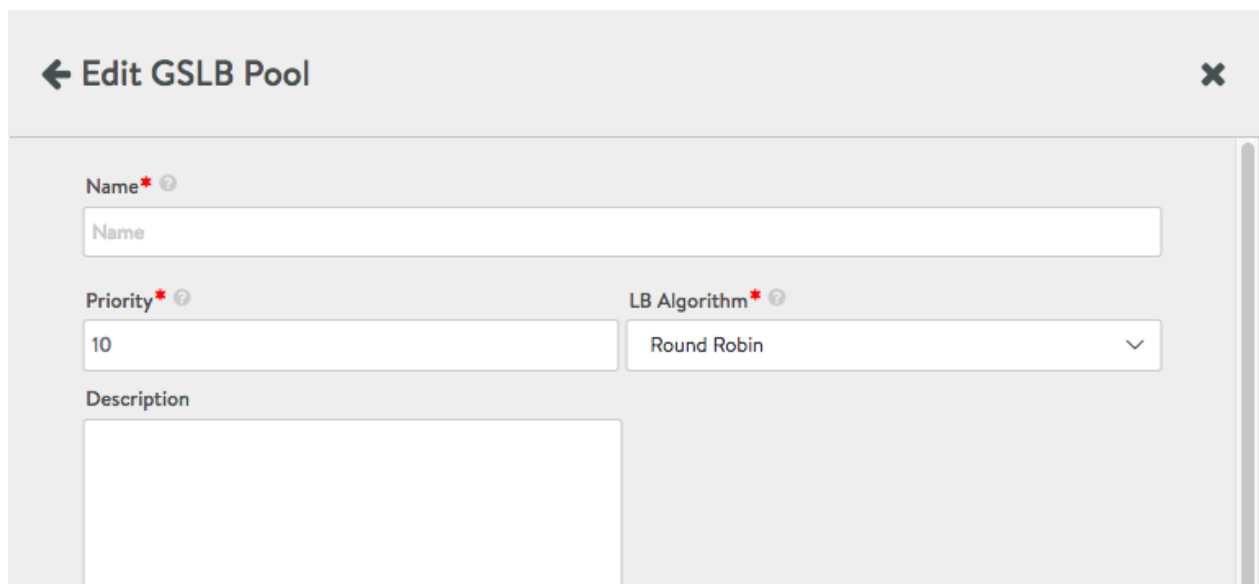 Edit GSLB Pool
Name*
Name
Priority* LB Algorithm*
10 Round Robin
Description